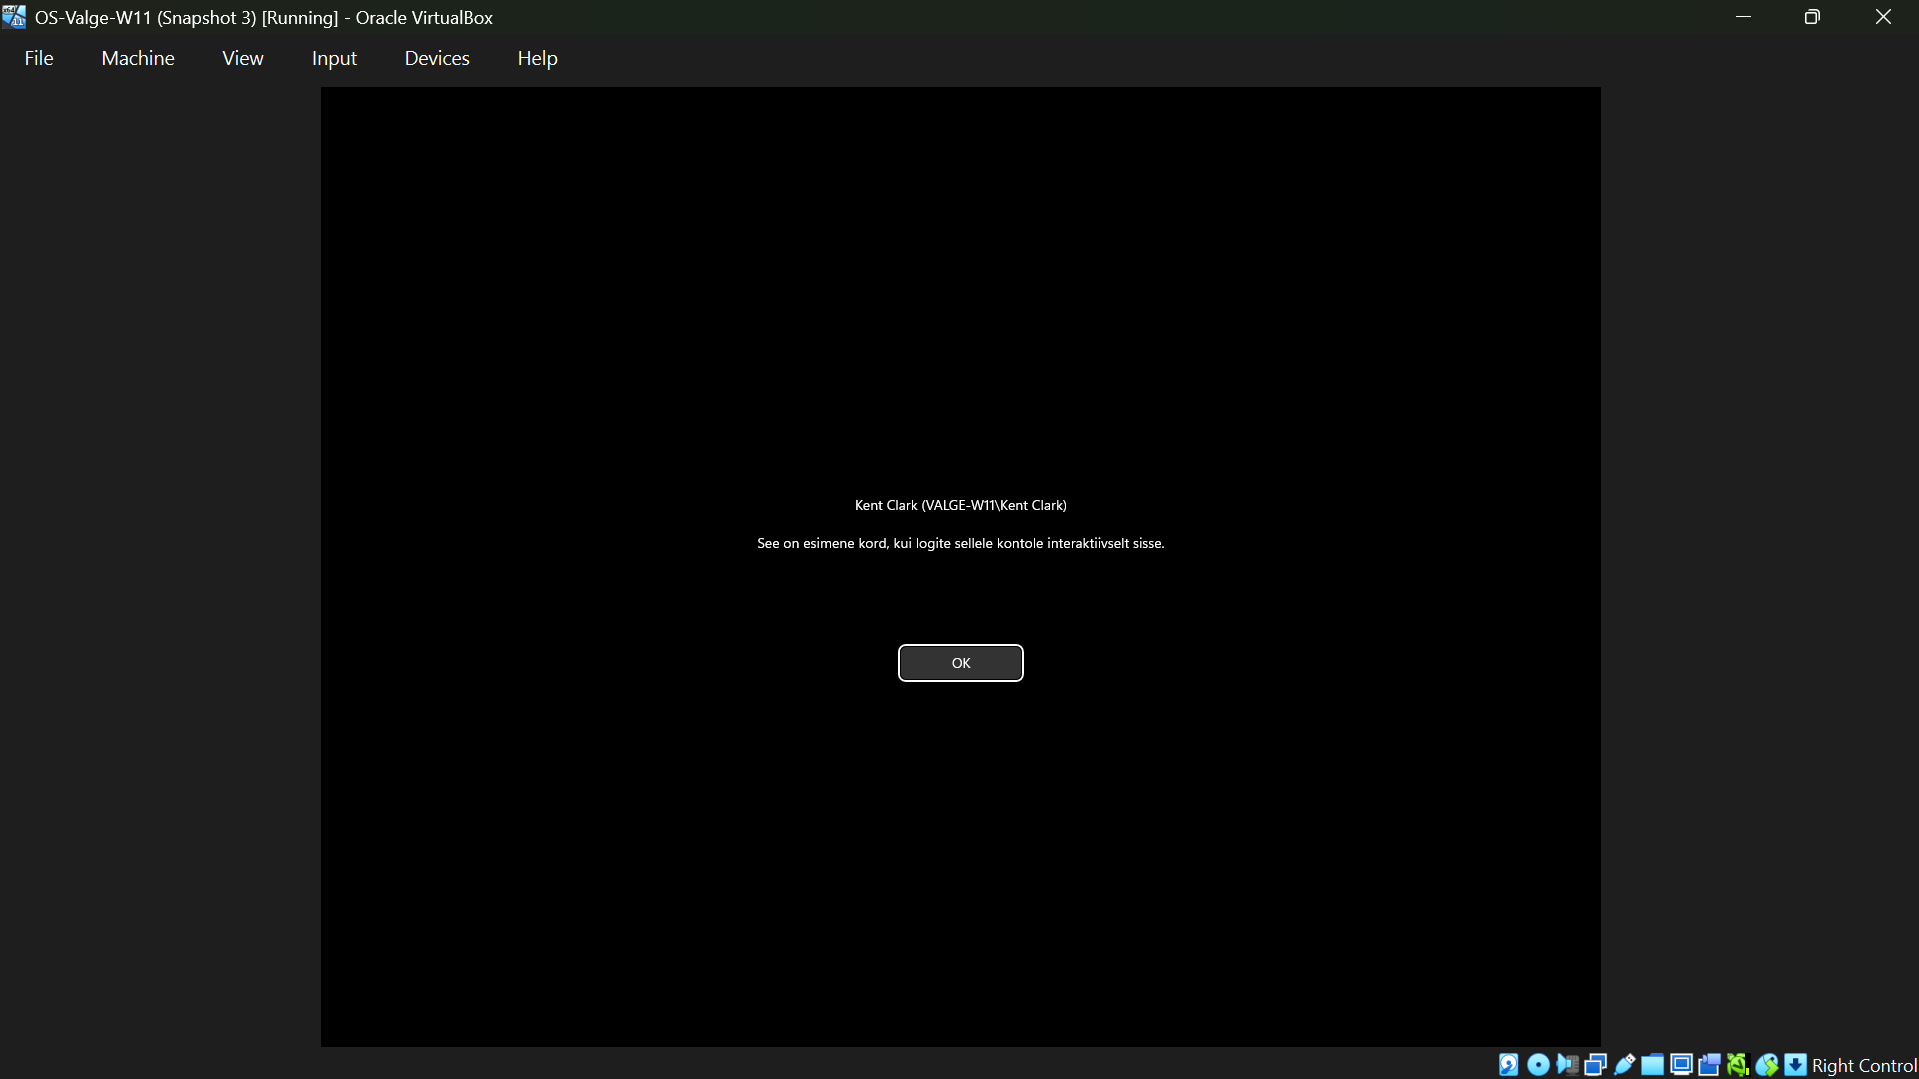 OS-Valge-W11 (Snapshot 3) [Running] - Oracle VirtualBox
File Machine View Input Devices Help
Kent Clark (VALGE-W11\Kent Clark)
See on esimene kord, kui logite sellele kontole interaktiivselt sisse.
OK
Right Control